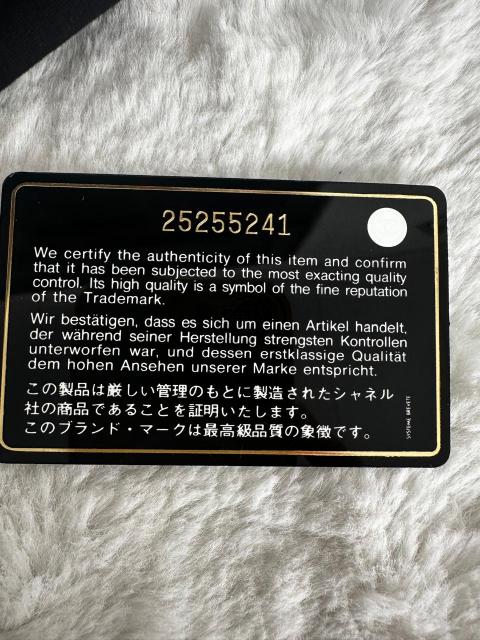 25255241
We certify the authenticity of this item and confirm
that it has been subjected to the most exacting quality
control. Its high quality is a symbol of the fine reputation
of the Trademark.
Wir bestätigen, dass es sich um einen Artikel handelt,
der während seiner Herstellung strengsten Kontrollen
unterworfen war, und dessen erstklassige Qualität
dem hohen Ansehen unserer Marke entspricht.
この製品は厳しい管理のもとに製造されたシャネル
社の商品であることを証明いたします。
このブランド・マークは最高級品質の象徴です。
SYSTEME BREVETE